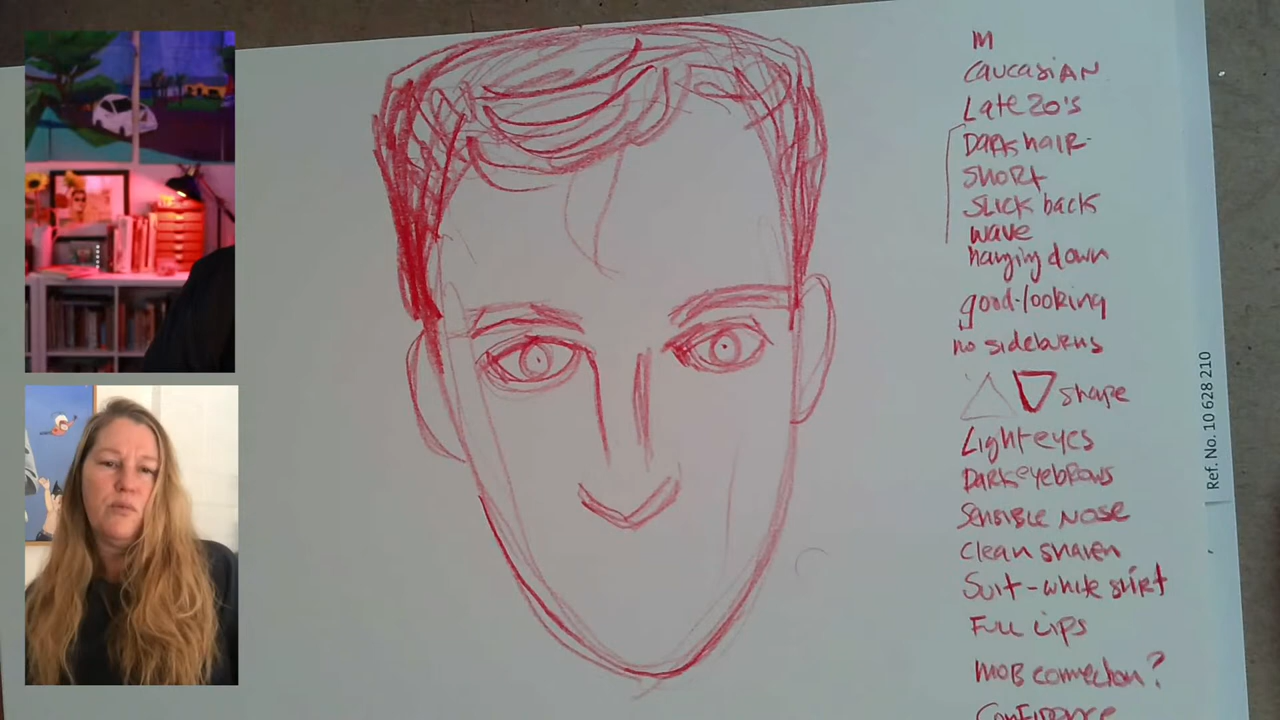 M
CAUCASIAN
Late 20's
DARK hair-
SHORT
SLICK back
wave
hanging down
good-looking
no sideburns
shape
Light eyes
DARK eyebrows
SENSIBLE NOSE
Clean shaven
Suit - white shirt
Full Lips
MOB connection?
CONFIDENCE
Ref. No. 10 628 210